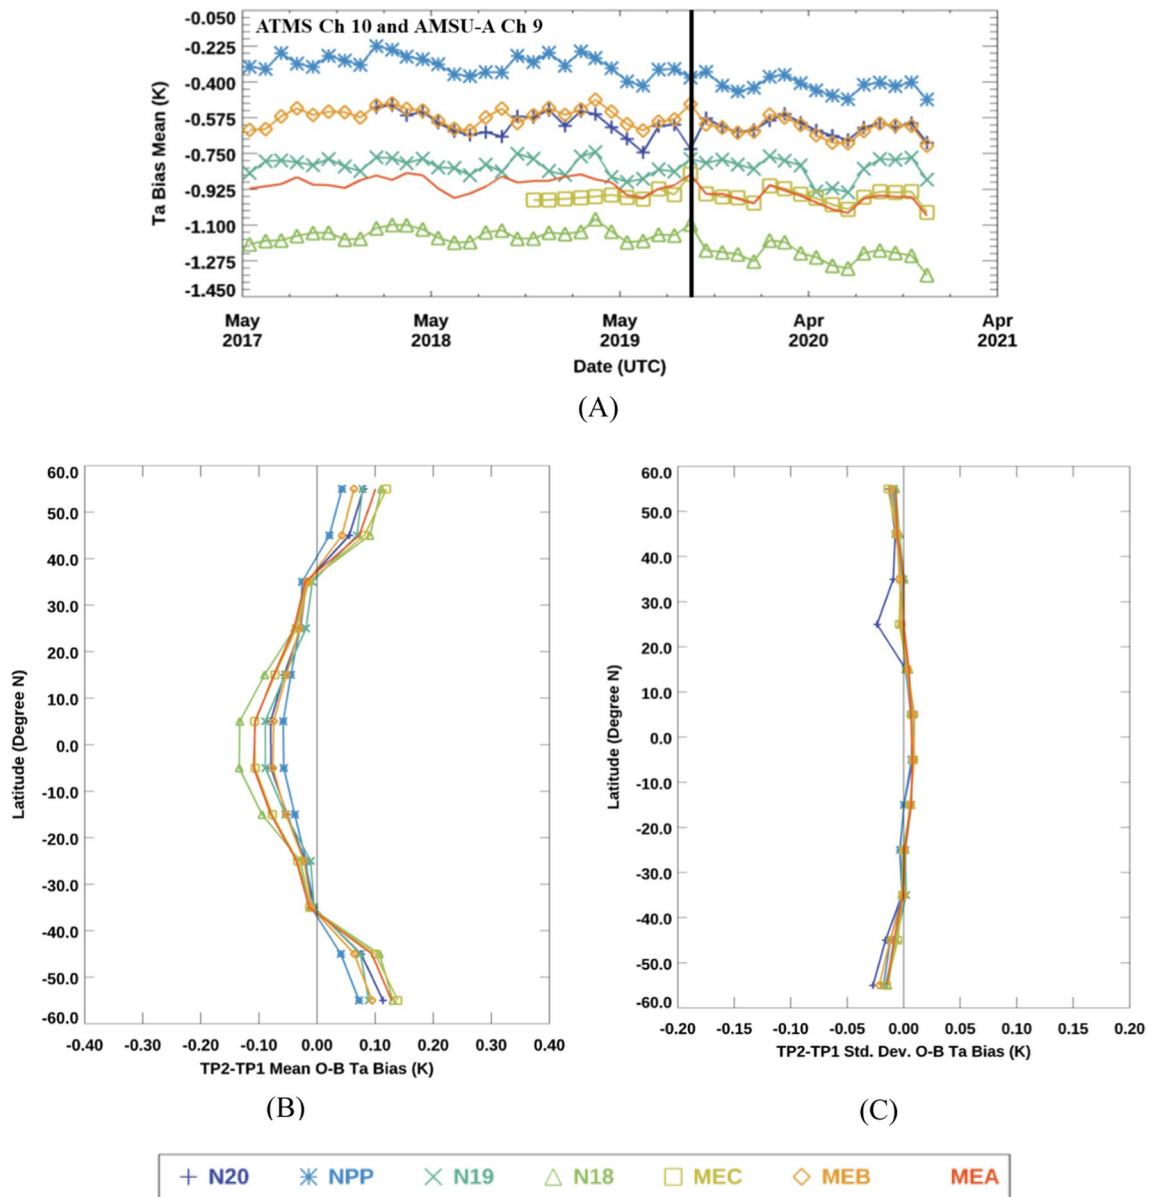 ATMS Ch 10 and AMSU-A Ch 9
Ta Bias Mean (K)
-0.050
-0.225
-0.400
-0.575
-0.750
-0.925
-1.100
-1.275
-1.450
May May May Apr Apr
2017 2018 2019 2020 2021
Date (UTC)
(A)
Latitude (Degree N)
60.0
50.0
40.0
30.0
20.0
10.0
0.0
-10.0
-20.0
-30.0
-40.0
-50.0
-60.0
-0.40 -0.20 -0.10 0.00 0.10 0.20 0.30 0.40
TP2-TP1 Mean O-B Ta Bias (K)
(B)
Latitude (Degree N)
60.0
50.0
40.0
30.0
20.0
10.0
0.0
-10.0
-20.0
-30.0
-40.0
-50.0
-60.0
-0.20 -0.15 -0.10 -0.05 0.00 0.05 0.10 0.15 0.20
TP2-TP1 Std. Dev. O-B Ta Bias (K)
(C)
N20 NPP N19 N18 MEC MEB MEA